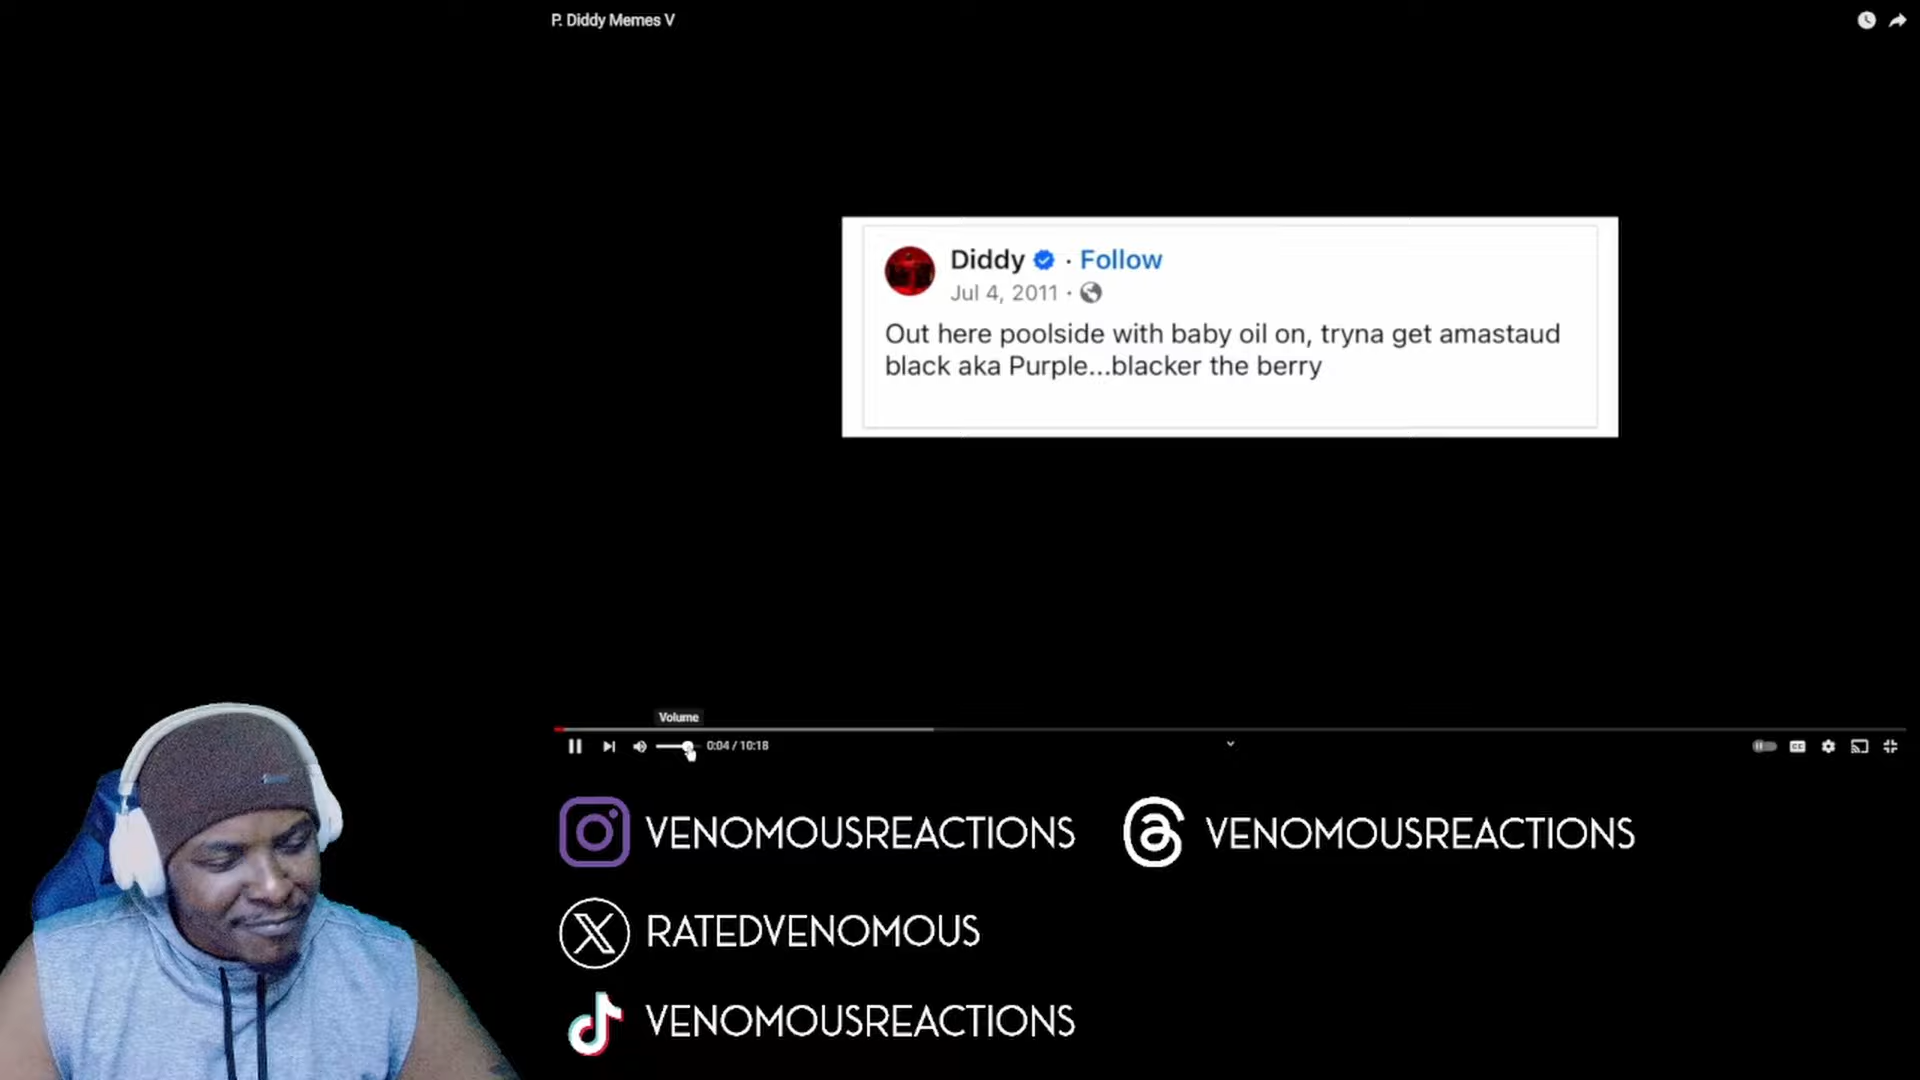 P. Diddy Memes V
Diddy · Follow
Jul 4, 2011 ·
Out here poolside with baby oil on, tryna get amastaud
black aka Purple...blacker the berry
Volume
0:04 / 10:18
CC
VENOMOUSREACTIONS
VENOMOUSREACTIONS
RATEDVENOMOUS
VENOMOUSREACTIONS